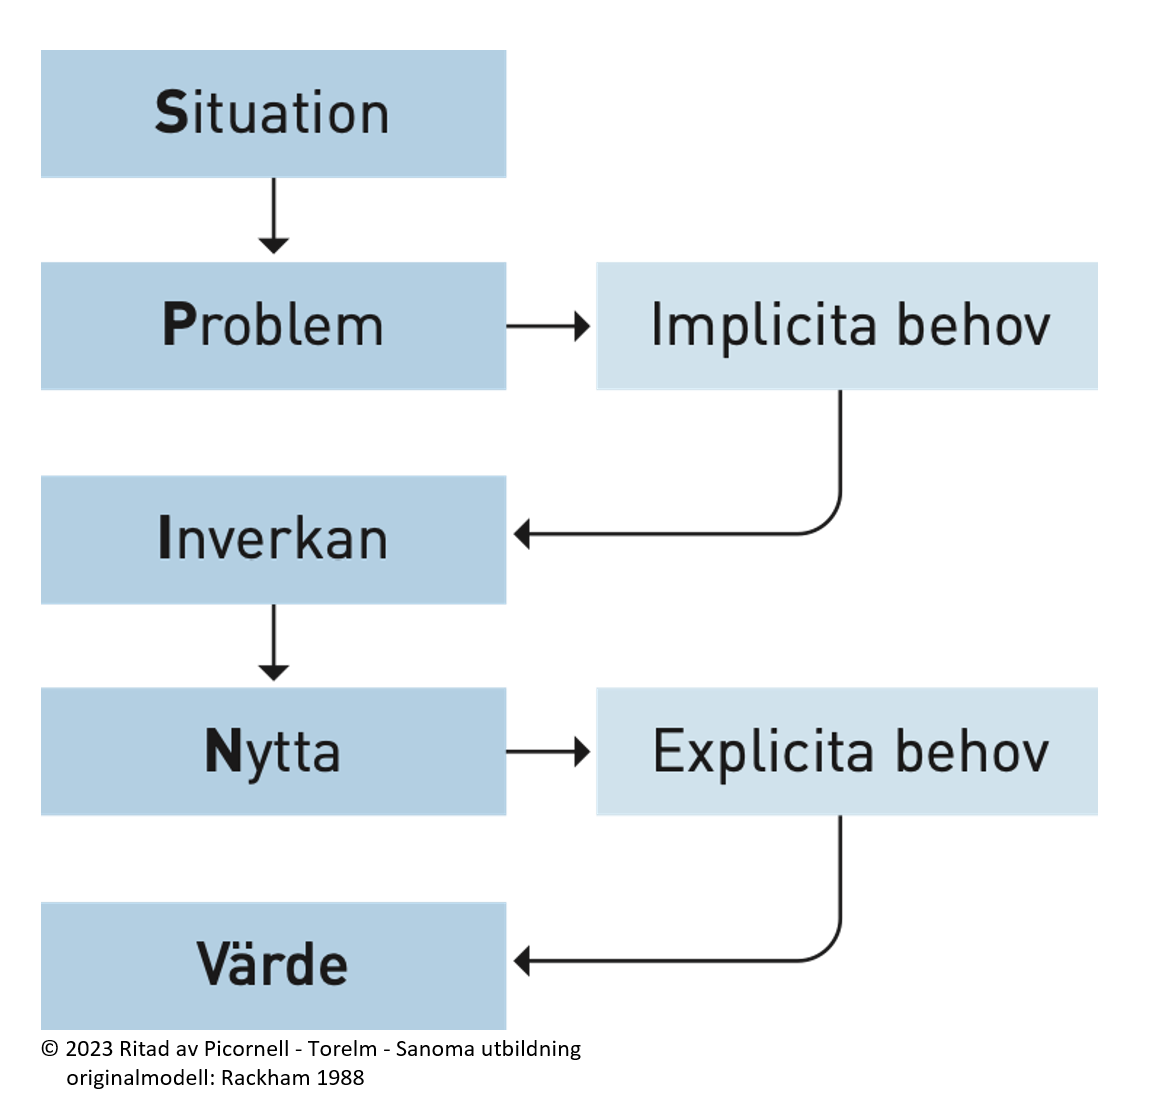 Situation
Problem
Implicita behov
Inverkan
Nytta
Explicita behov
Värde
© 2023 Ritad av Picornell - Torelm - Sanoma utbildning
originalmodell: Rackham 1988